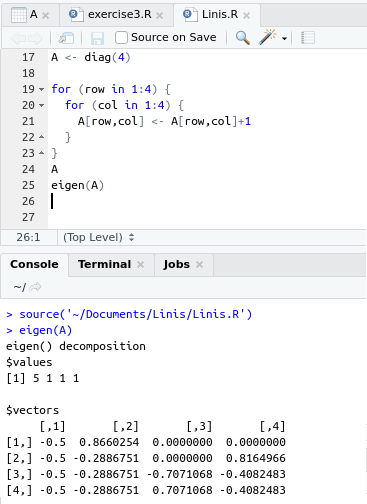 A × exercise3.R × Linis.R ×
Source on Save
17 A <- diag(4)
18
19 for (row in 1:4) {
20   for (col in 1:4) {
21     A[row,col] <- A[row,col]+1
22   }
23 }
24 A
25 eigen(A)
26
27
26:1 (Top Level)
Console Terminal × Jobs ×
~/
> source('~/Documents/Linis/Linis.R')
> eigen(A)
eigen() decomposition
$values
[1] 5 1 1 1

$vectors
     [,1]       [,2]       [,3]       [,4]
[1,] -0.5  0.8660254  0.0000000  0.0000000
[2,] -0.5 -0.2886751  0.0000000  0.8164966
[3,] -0.5 -0.2886751 -0.7071068 -0.4082483
[4,] -0.5 -0.2886751  0.7071068 -0.4082483